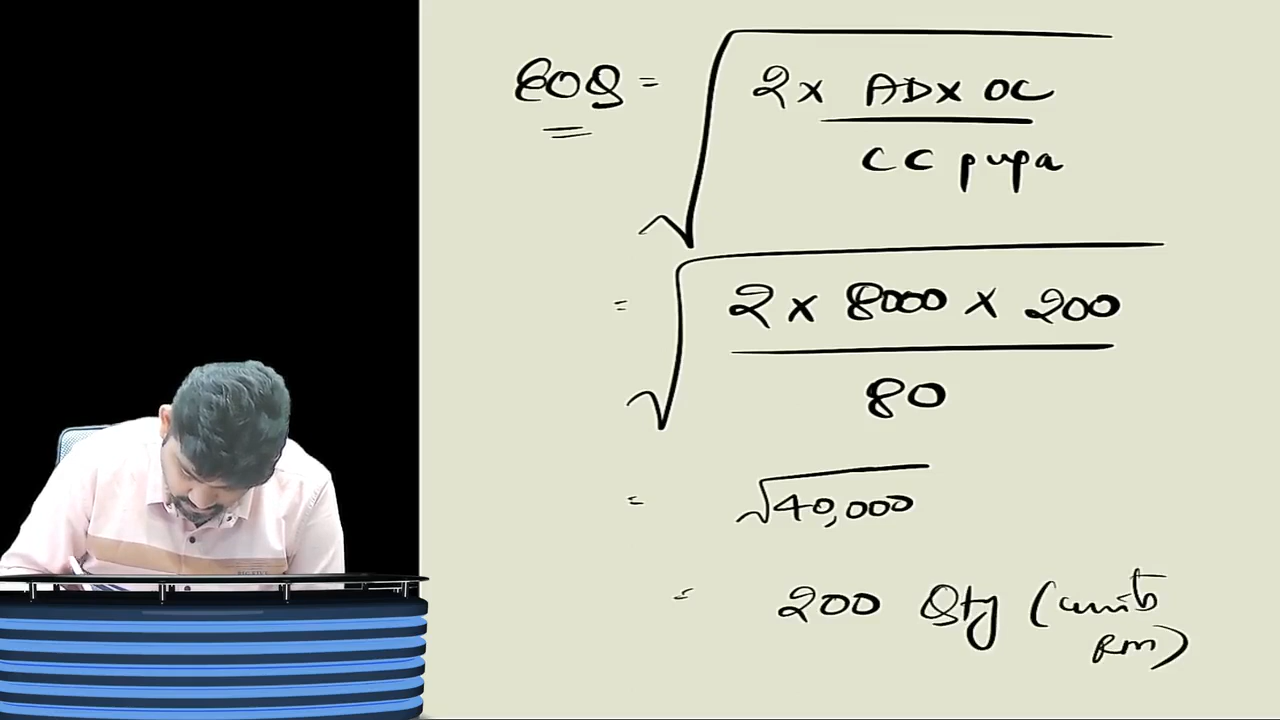 EOQ = √ 2 x AD x OC
CC pupa
= √ 2 x 8000 x 200
80
= √40,000
= 200 Qty (units
RM)